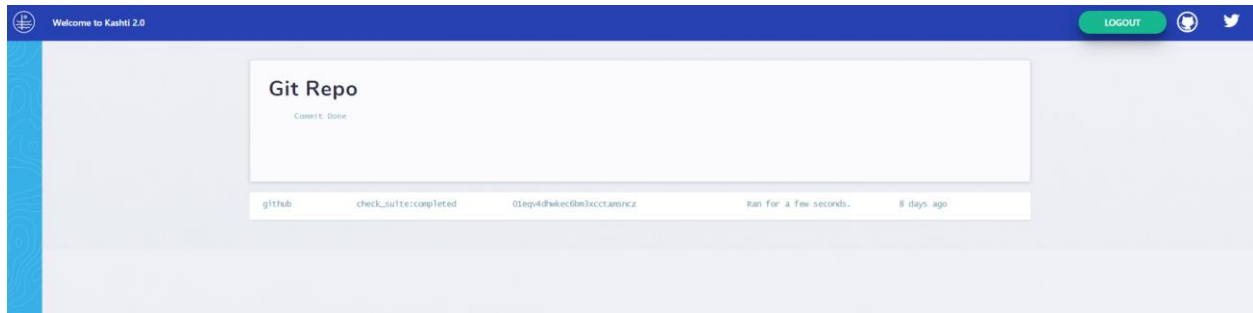 Welcome to Kashti 2.0
LOGOUT
Git Repo
Commit Done
github check_suite:completed 01eqv4dhwkec6bm3xcctamsncz Ran for a few seconds. 8 days ago